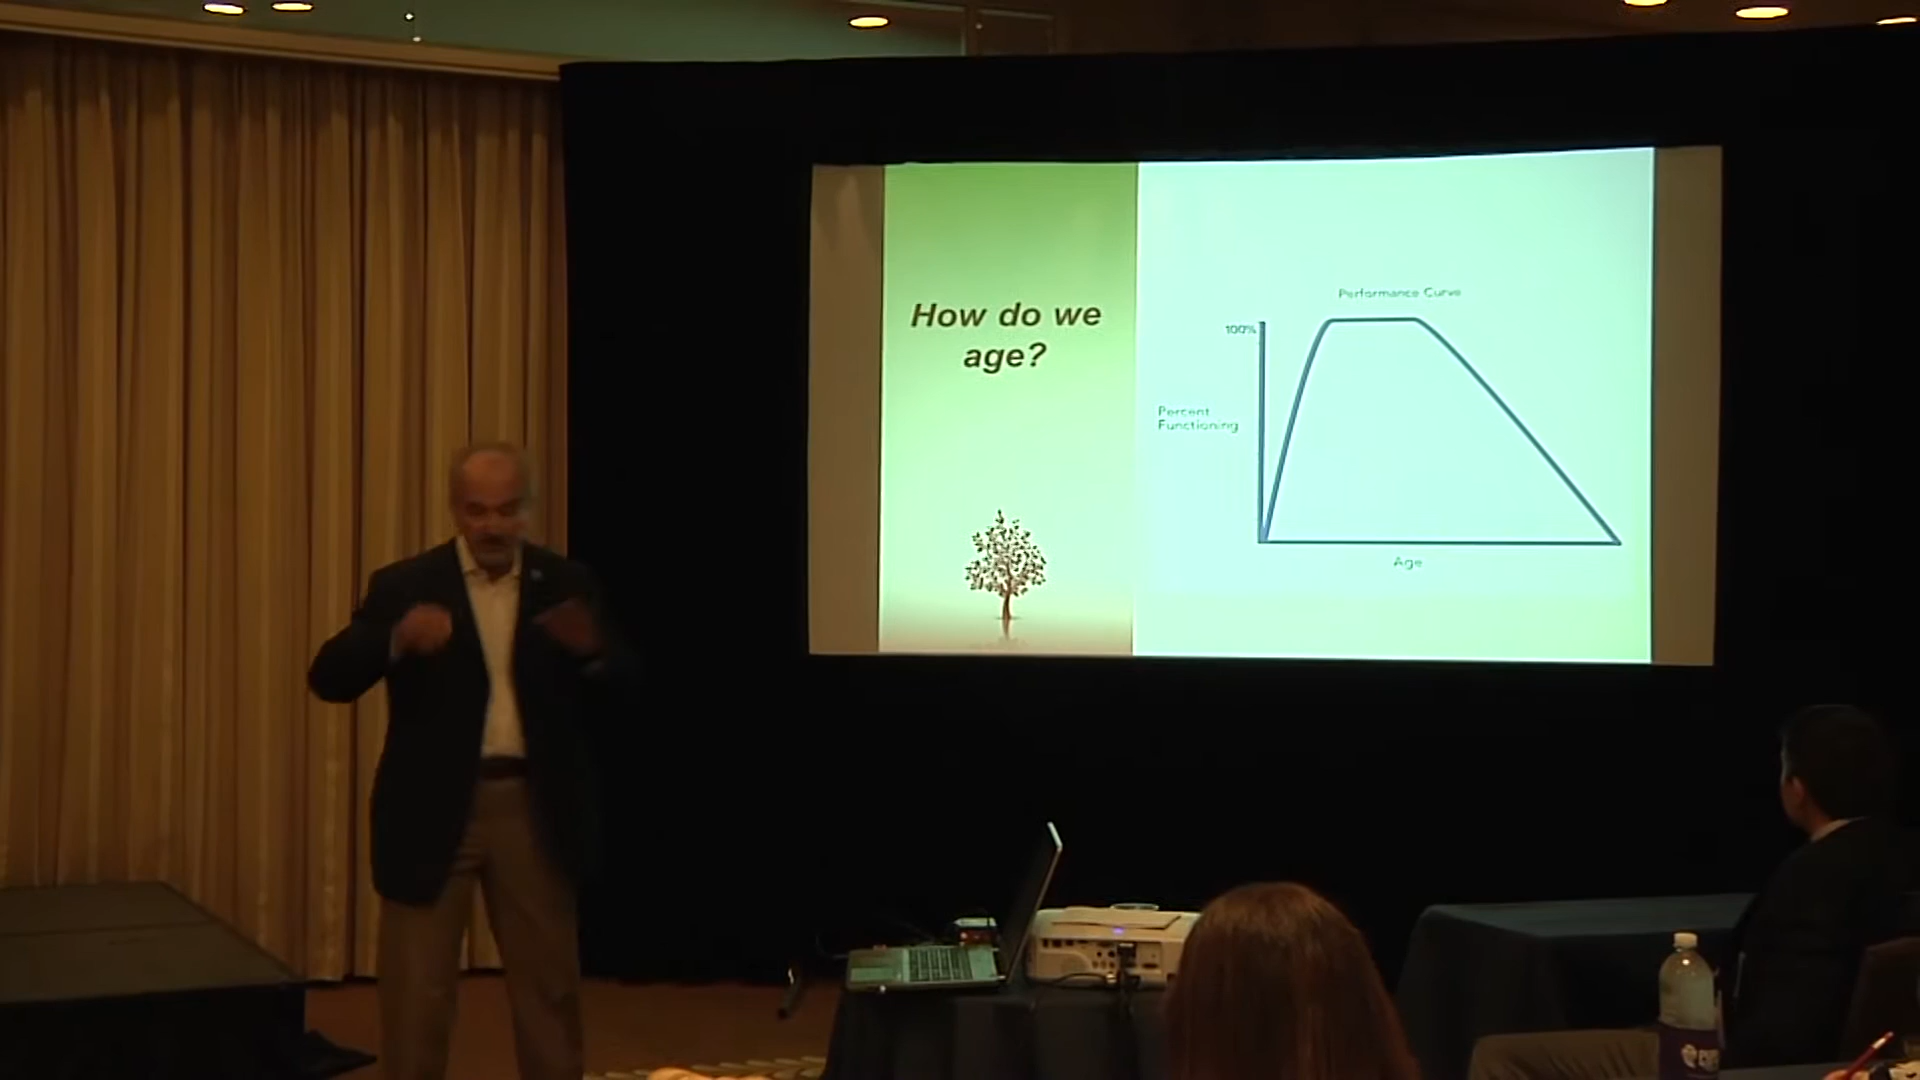 How do we
age?
Performance Curve
100%
Percent
Functioning
Age